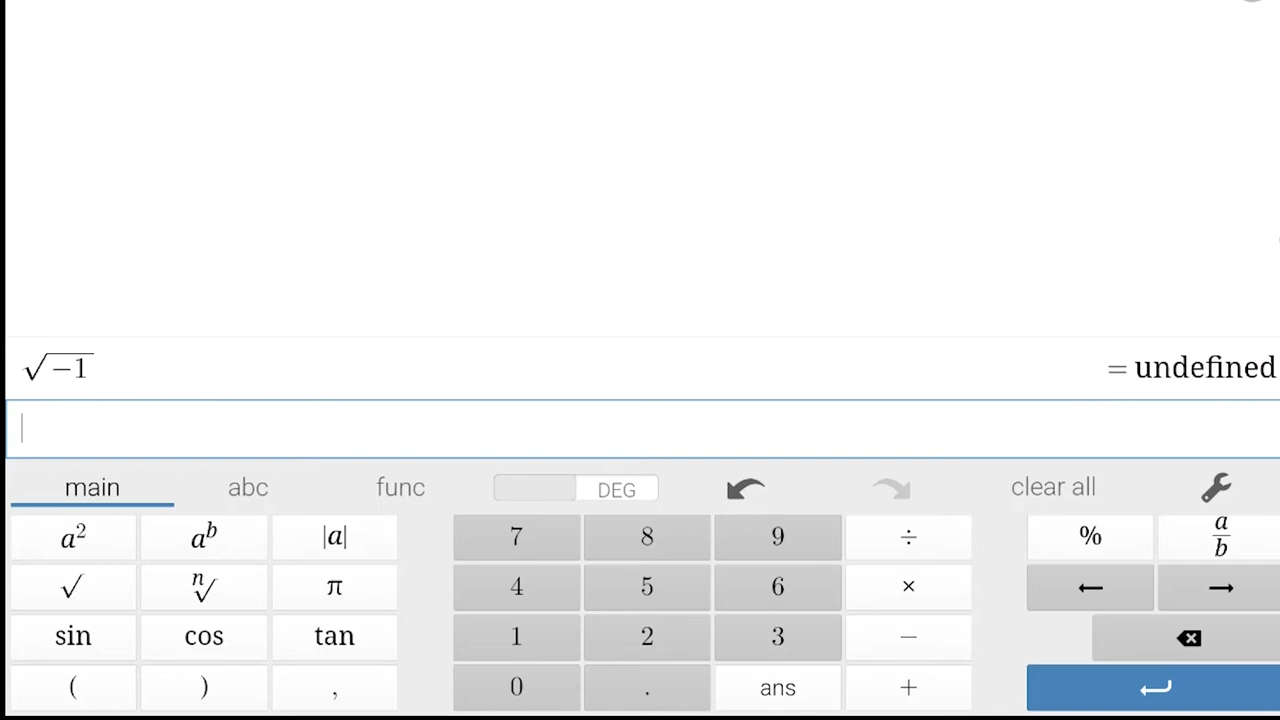 √−1 = undefined
main abc func DEG clear all
a² aᵇ |a| 7 8 9 ÷ % a/b
√ ⁿ√ π 4 5 6 × ← →
sin cos tan 1 2 3 −
( ) , 0 . ans +